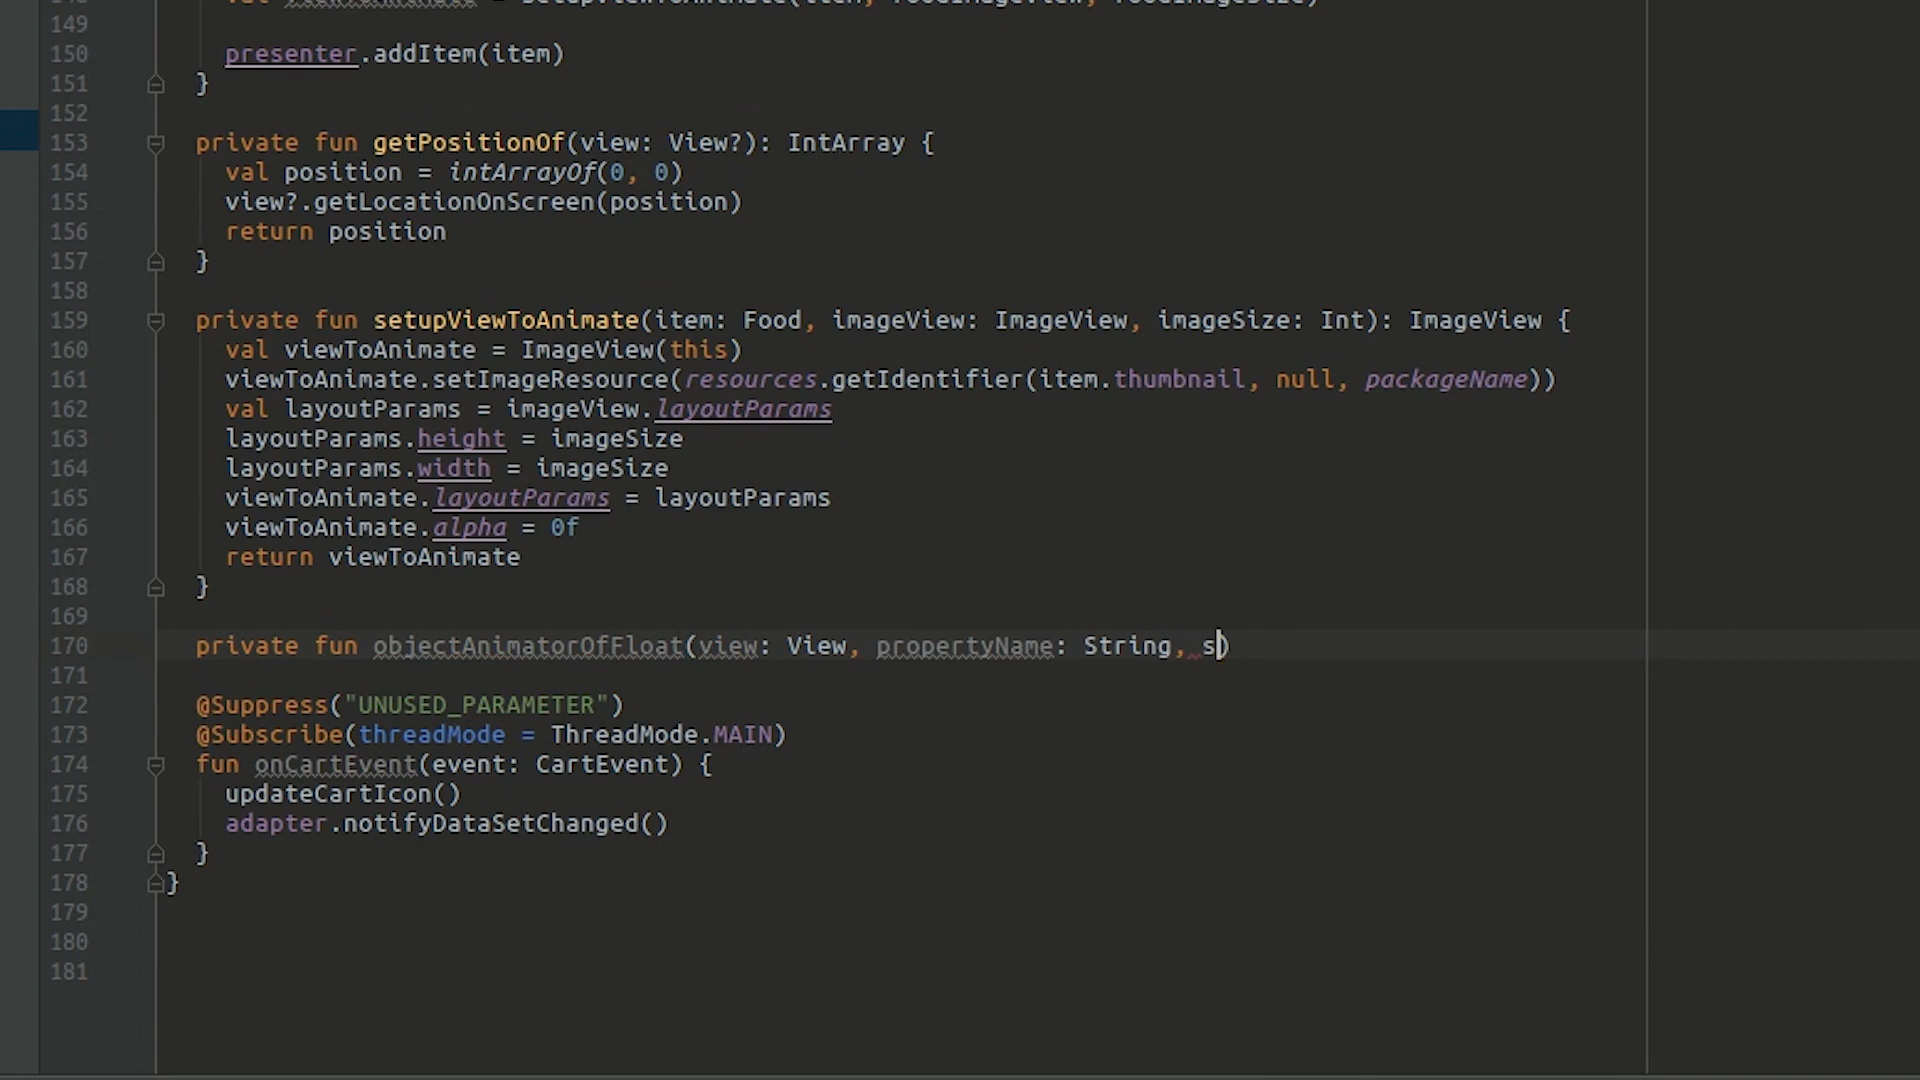 149
150 presenter.addItem(item)
151 }
152
153 private fun getPositionOf(view: View?): IntArray {
154 val position = intArrayOf(0, 0)
155 view?.getLocationOnScreen(position)
156 return position
157 }
158
159 private fun setupViewToAnimate(item: Food, imageView: ImageView, imageSize: Int): ImageView {
160 val viewToAnimate = ImageView(this)
161 viewToAnimate.setImageResource(resources.getIdentifier(item.thumbnail, null, packageName))
162 val layoutParams = imageView.layoutParams
163 layoutParams.height = imageSize
164 layoutParams.width = imageSize
165 viewToAnimate.layoutParams = layoutParams
166 viewToAnimate.alpha = 0f
167 return viewToAnimate
168 }
169
170 private fun objectAnimatorOfFloat(view: View, propertyName: String, s)
171
172 @Suppress("UNUSED_PARAMETER")
173 @Subscribe(threadMode = ThreadMode.MAIN)
174 fun onCartEvent(event: CartEvent) {
175 updateCartIcon()
176 adapter.notifyDataSetChanged()
177 }
178 }
179
180
181